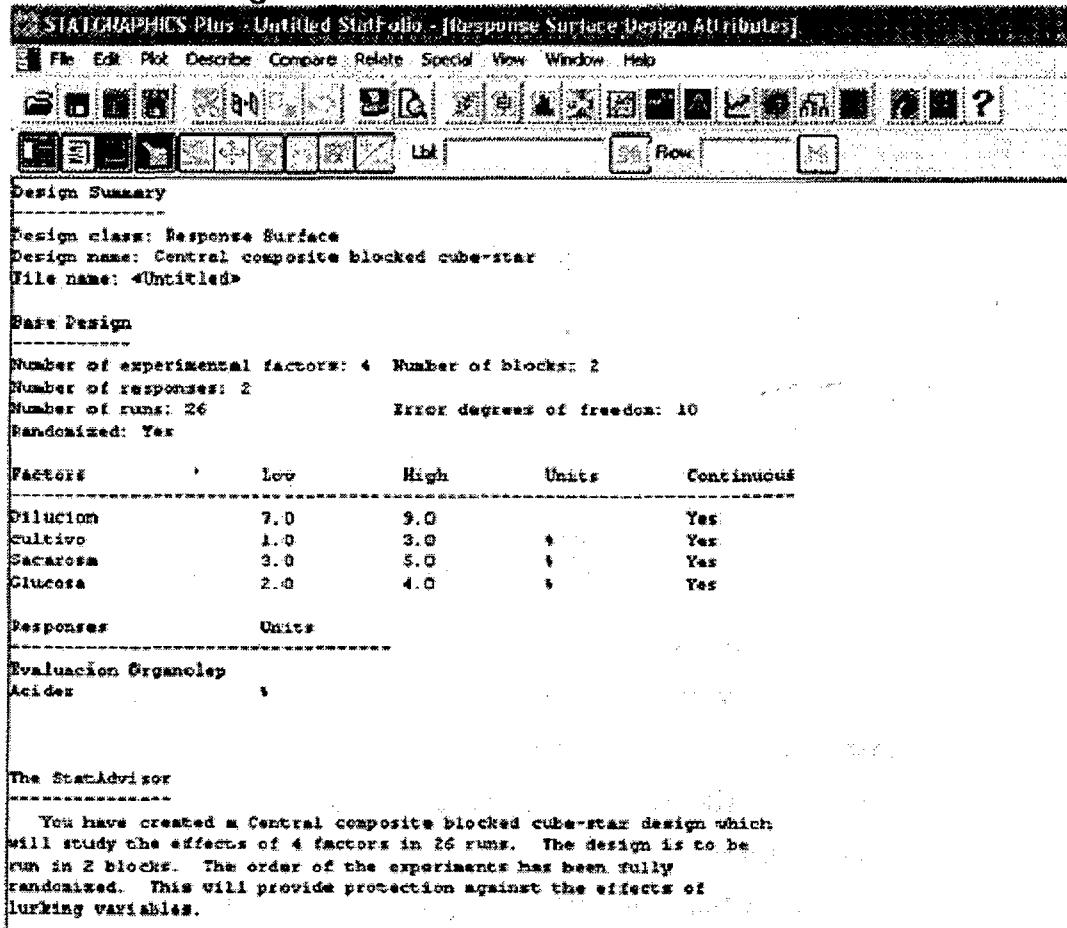 STATGRAPHICS Plus - Untitled StatFolio - [Response Surface Design Attributes]
File Edit Plot Describe Compare Relate Special View Window Help
Lbl: Row:
Design Summary
Design class: Response Surface
Design name: Central composite blocked cube-star
File name: <Untitled>
Base Design
Number of experimental factors: 4 Number of blocks: 2
Number of responses: 2
Number of runs: 26 Error degrees of freedom: 10
Randomized: Yes
Factors Low High Units Continuous
Dilucion 7.0 9.0 Yes
cultivo 1.0 3.0 % Yes
Sacarosa 3.0 5.0 % Yes
Glucosa 2.0 4.0 % Yes
Responses Units
Evaluacion Organolep
Acidez %
The StatAdvisor
You have created a Central composite blocked cube-star design which
will study the effects of 4 factors in 26 runs. The design is to be
run in 2 blocks. The order of the experiments has been fully
randomized. This will provide protection against the effects of
lurking variables.